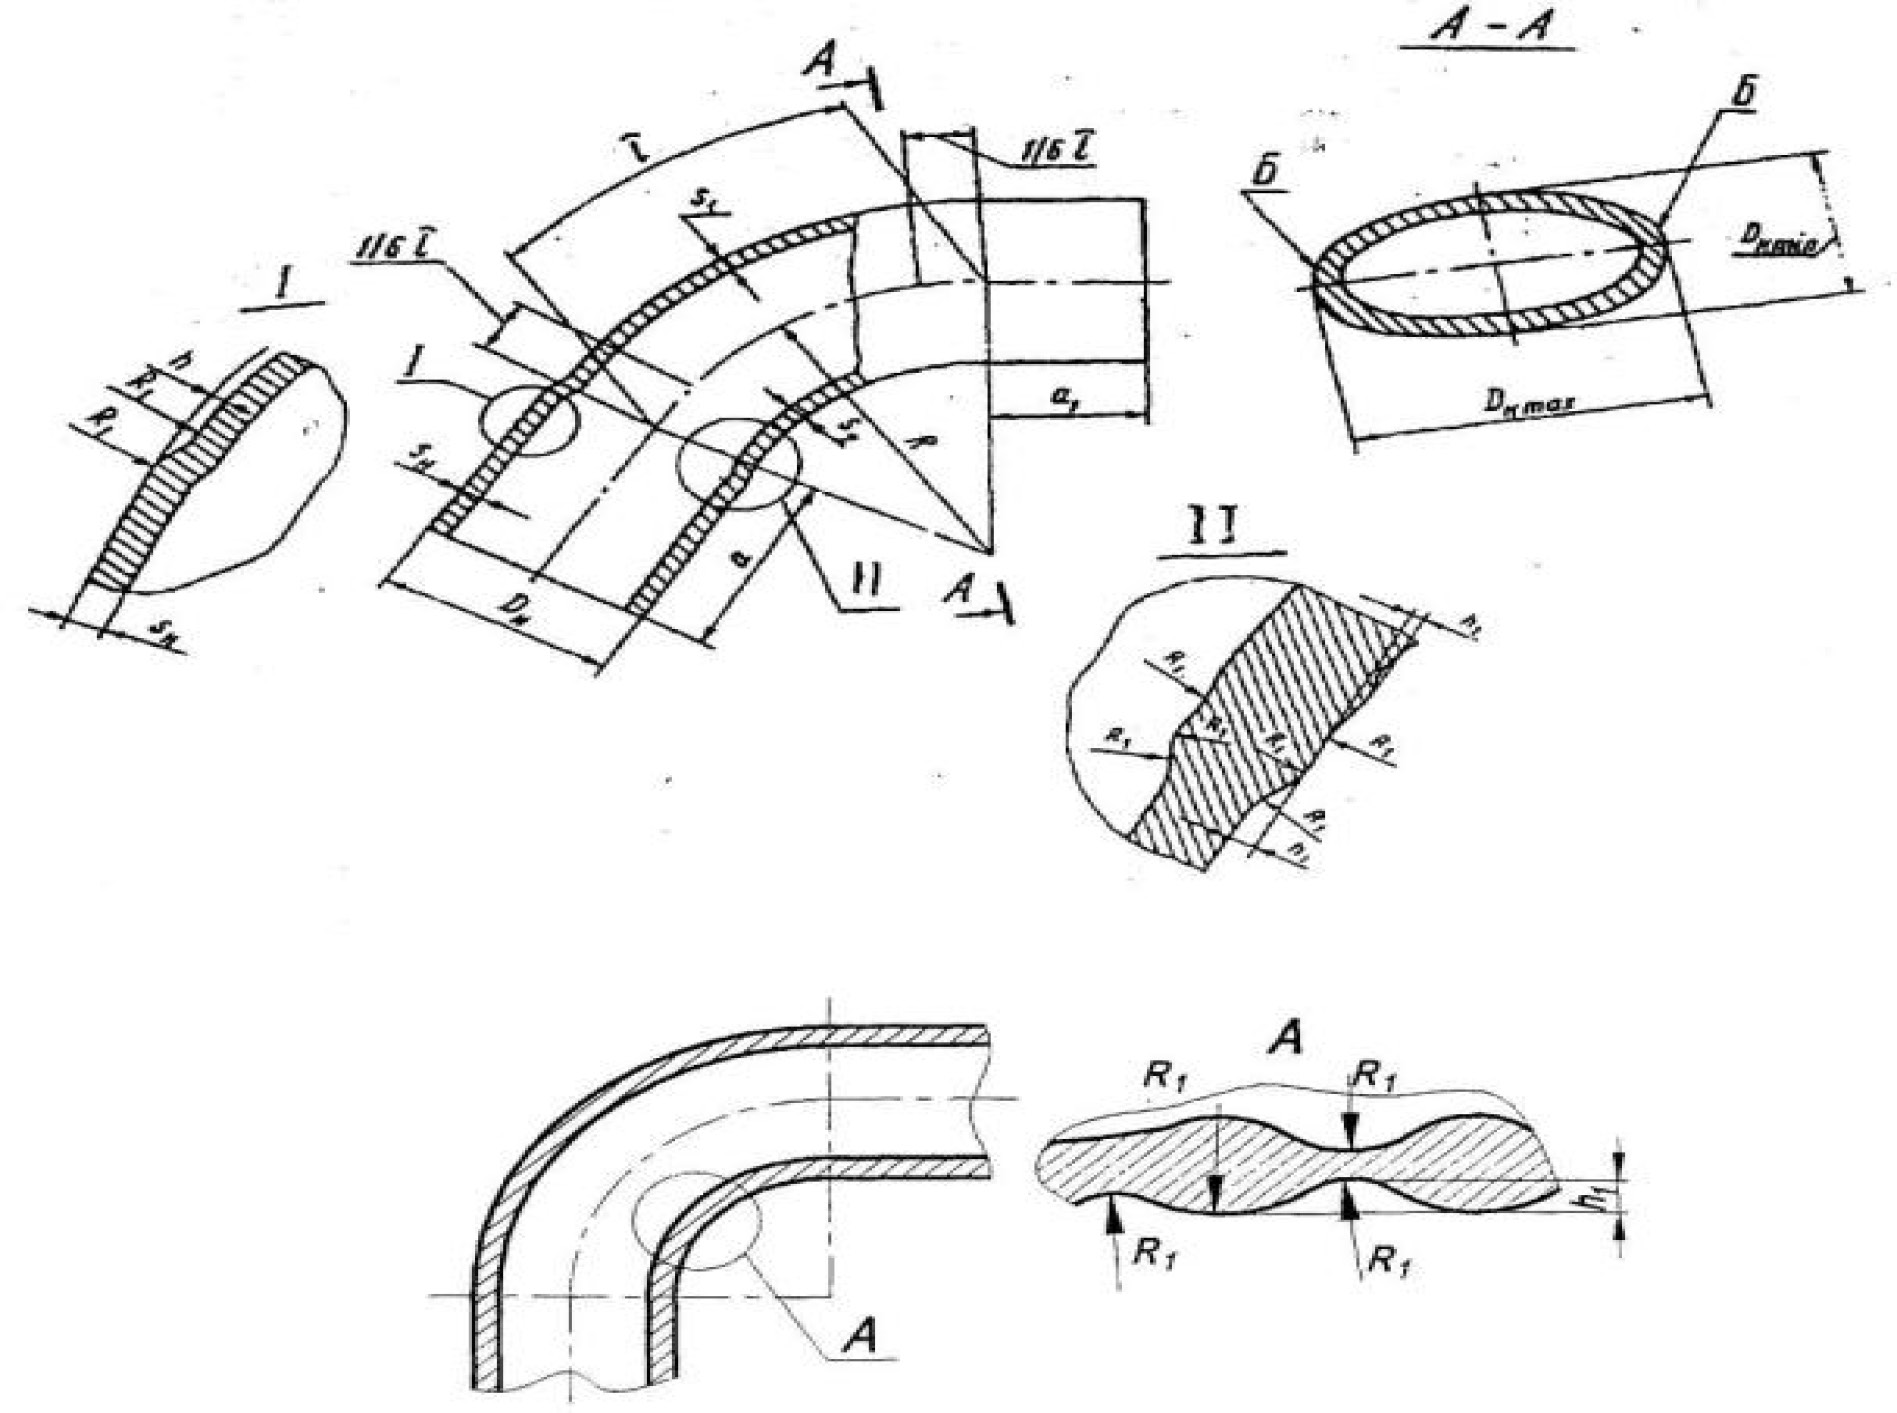 А - А
А
Б
Б
l
1/6 l
s₁
1/6 l
Dн min
I
I
h
R₁
R₁
sн
s₂
R
a₁
Dн max
a
II
А
II
Dн
sн
h₁
R₁
R₁
R₁
R₁
R₁
R₁
h₁
А
R₁
R₁
h₁
R₁
R₁
А